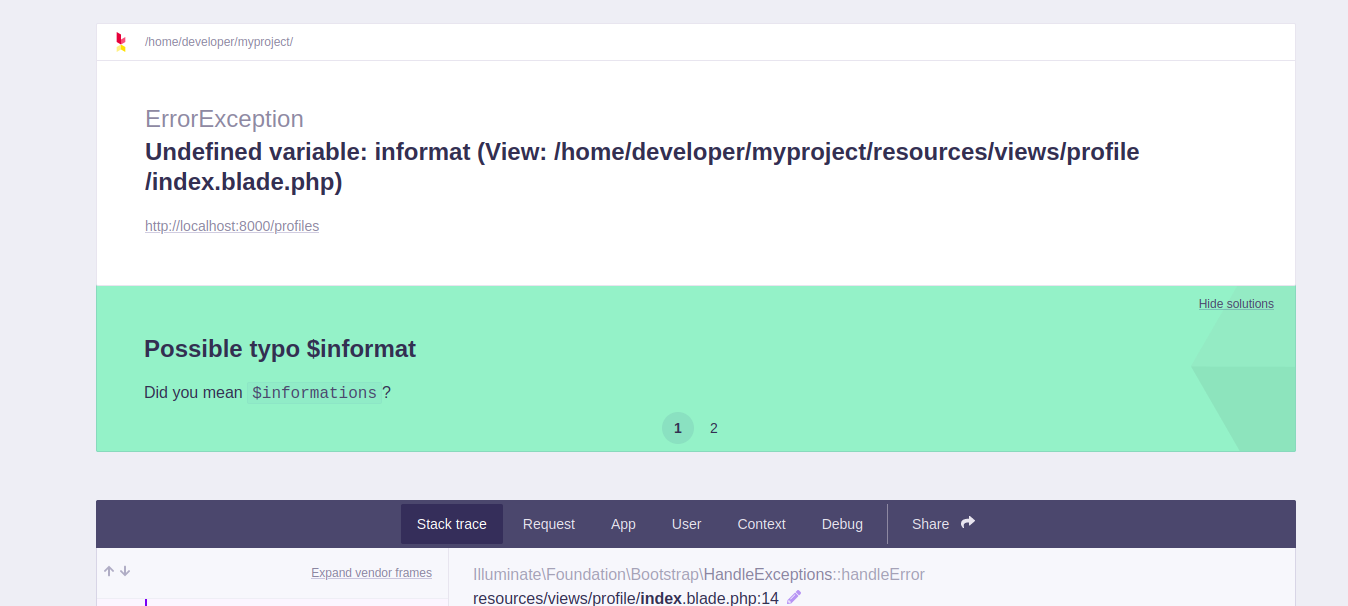 /home/developer/myproject/
ErrorException
Undefined variable: informat (View: /home/developer/myproject/resources/views/profile
/index.blade.php)
http://localhost:8000/profiles
Hide solutions
Possible typo $informat
Did you mean $informations?
1 2
Stack trace Request App User Context Debug Share
Expand vendor frames
Illuminate\Foundation\Bootstrap\HandleExceptions::handleError
resources/views/profile/index.blade.php:14